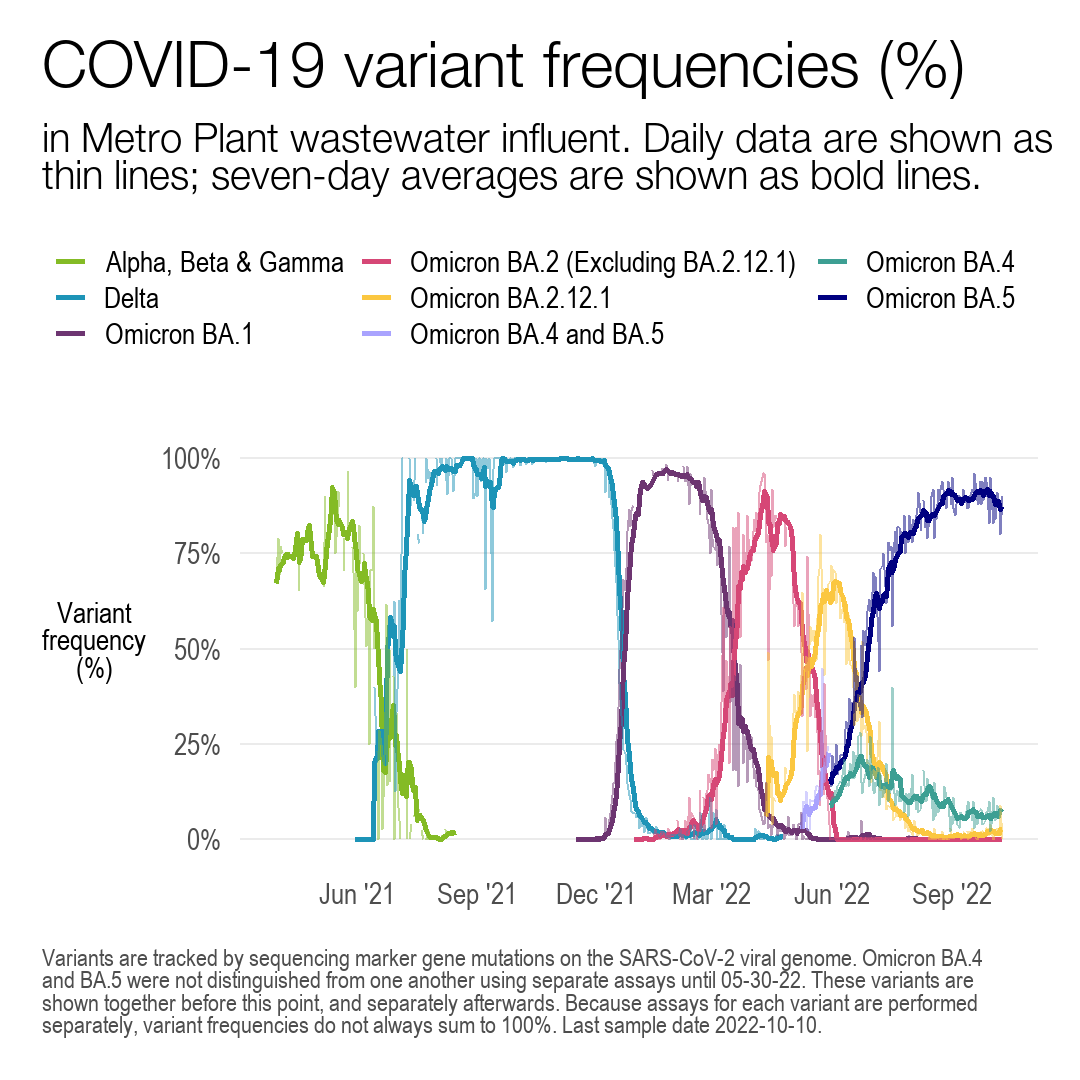 COVID-19 variant frequencies (%)
in Metro Plant wastewater influent. Daily data are shown as
thin lines; seven-day averages are shown as bold lines.
Alpha, Beta & Gamma
Delta
Omicron BA.1
Omicron BA.2 (Excluding BA.2.12.1)
Omicron BA.2.12.1
Omicron BA.4 and BA.5
Omicron BA.4
Omicron BA.5
Variant
frequency
(%)
100%
75%
50%
25%
0%
Jun '21
Sep '21
Dec '21
Mar '22
Jun '22
Sep '22
Variants are tracked by sequencing marker gene mutations on the SARS-CoV-2 viral genome. Omicron BA.4
and BA.5 were not distinguished from one another using separate assays until 05-30-22. These variants are
shown together before this point, and separately afterwards. Because assays for each variant are performed
separately, variant frequencies do not always sum to 100%. Last sample date 2022-10-10.